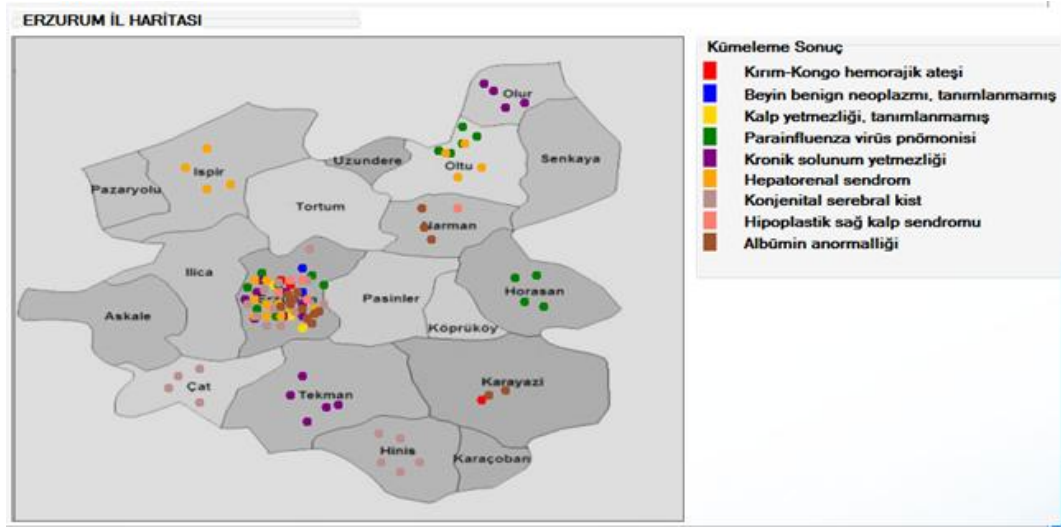 ERZURUM İL HARİTASI
Kümeleme Sonuç
Kırım-Kongo hemorajik ateşi
Beyin benign neoplazmı, tanımlanmamış
Kalp yetmezliği, tanımlanmamış
Parainfluenza virüs pnömonisi
Kronik solunum yetmezliği
Hepatorenal sendrom
Konjenital serebral kist
Hipoplastik sağ kalp sendromu
Albümin anormalliği
Olur
Uzundere
Oltu
Senkaya
Ispir
Pazaryolu
Tortum
Ilica
Pasinler
Horasan
Askale
Köprüköy
Çat
Tekman
Karayazi
Hinis
Karaçoban